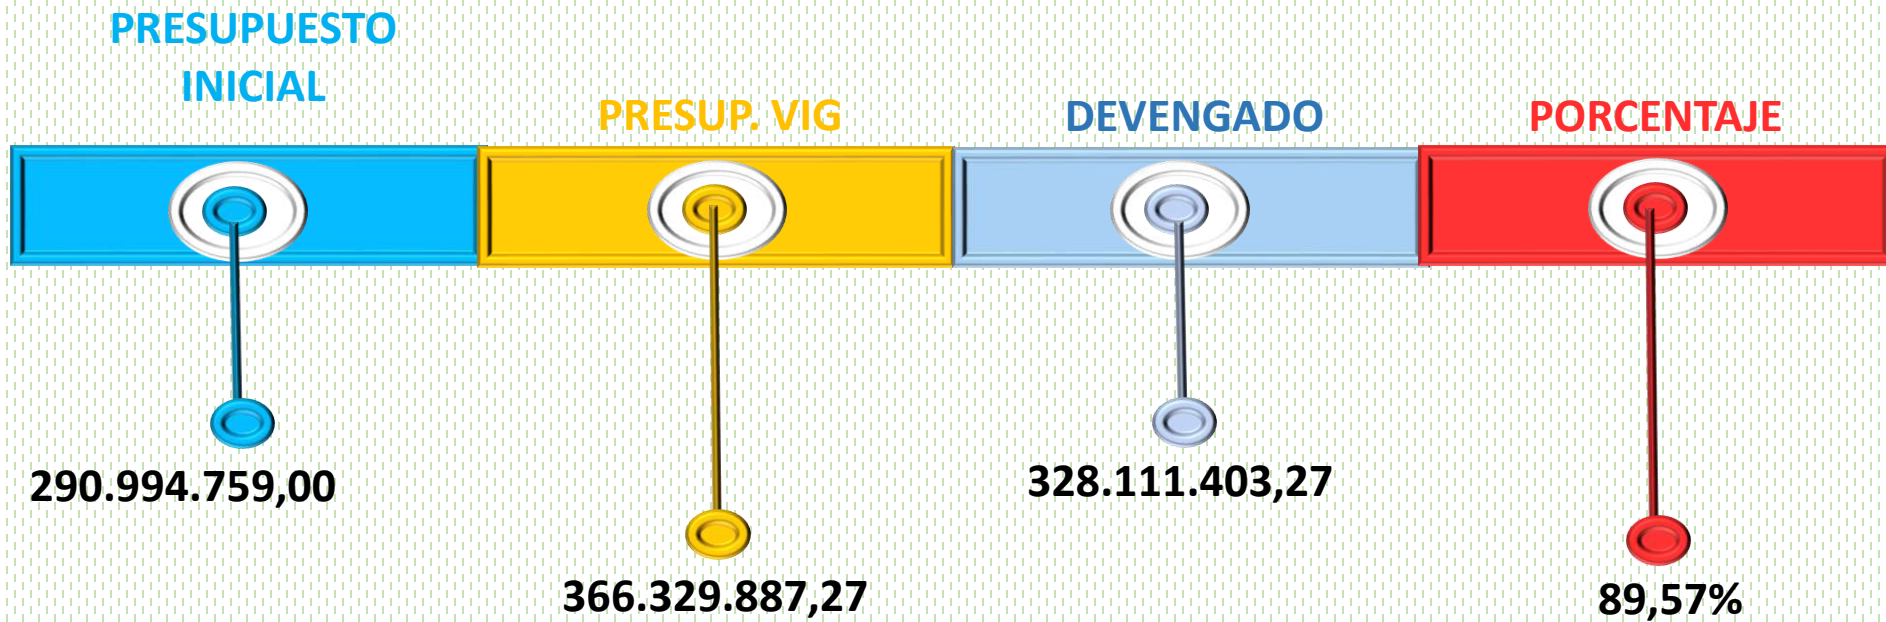 PRESUPUESTO
INICIAL
PRESUP. VIG
DEVENGADO
PORCENTAJE
290.994.759,00
366.329.887,27
328.111.403,27
89,57%